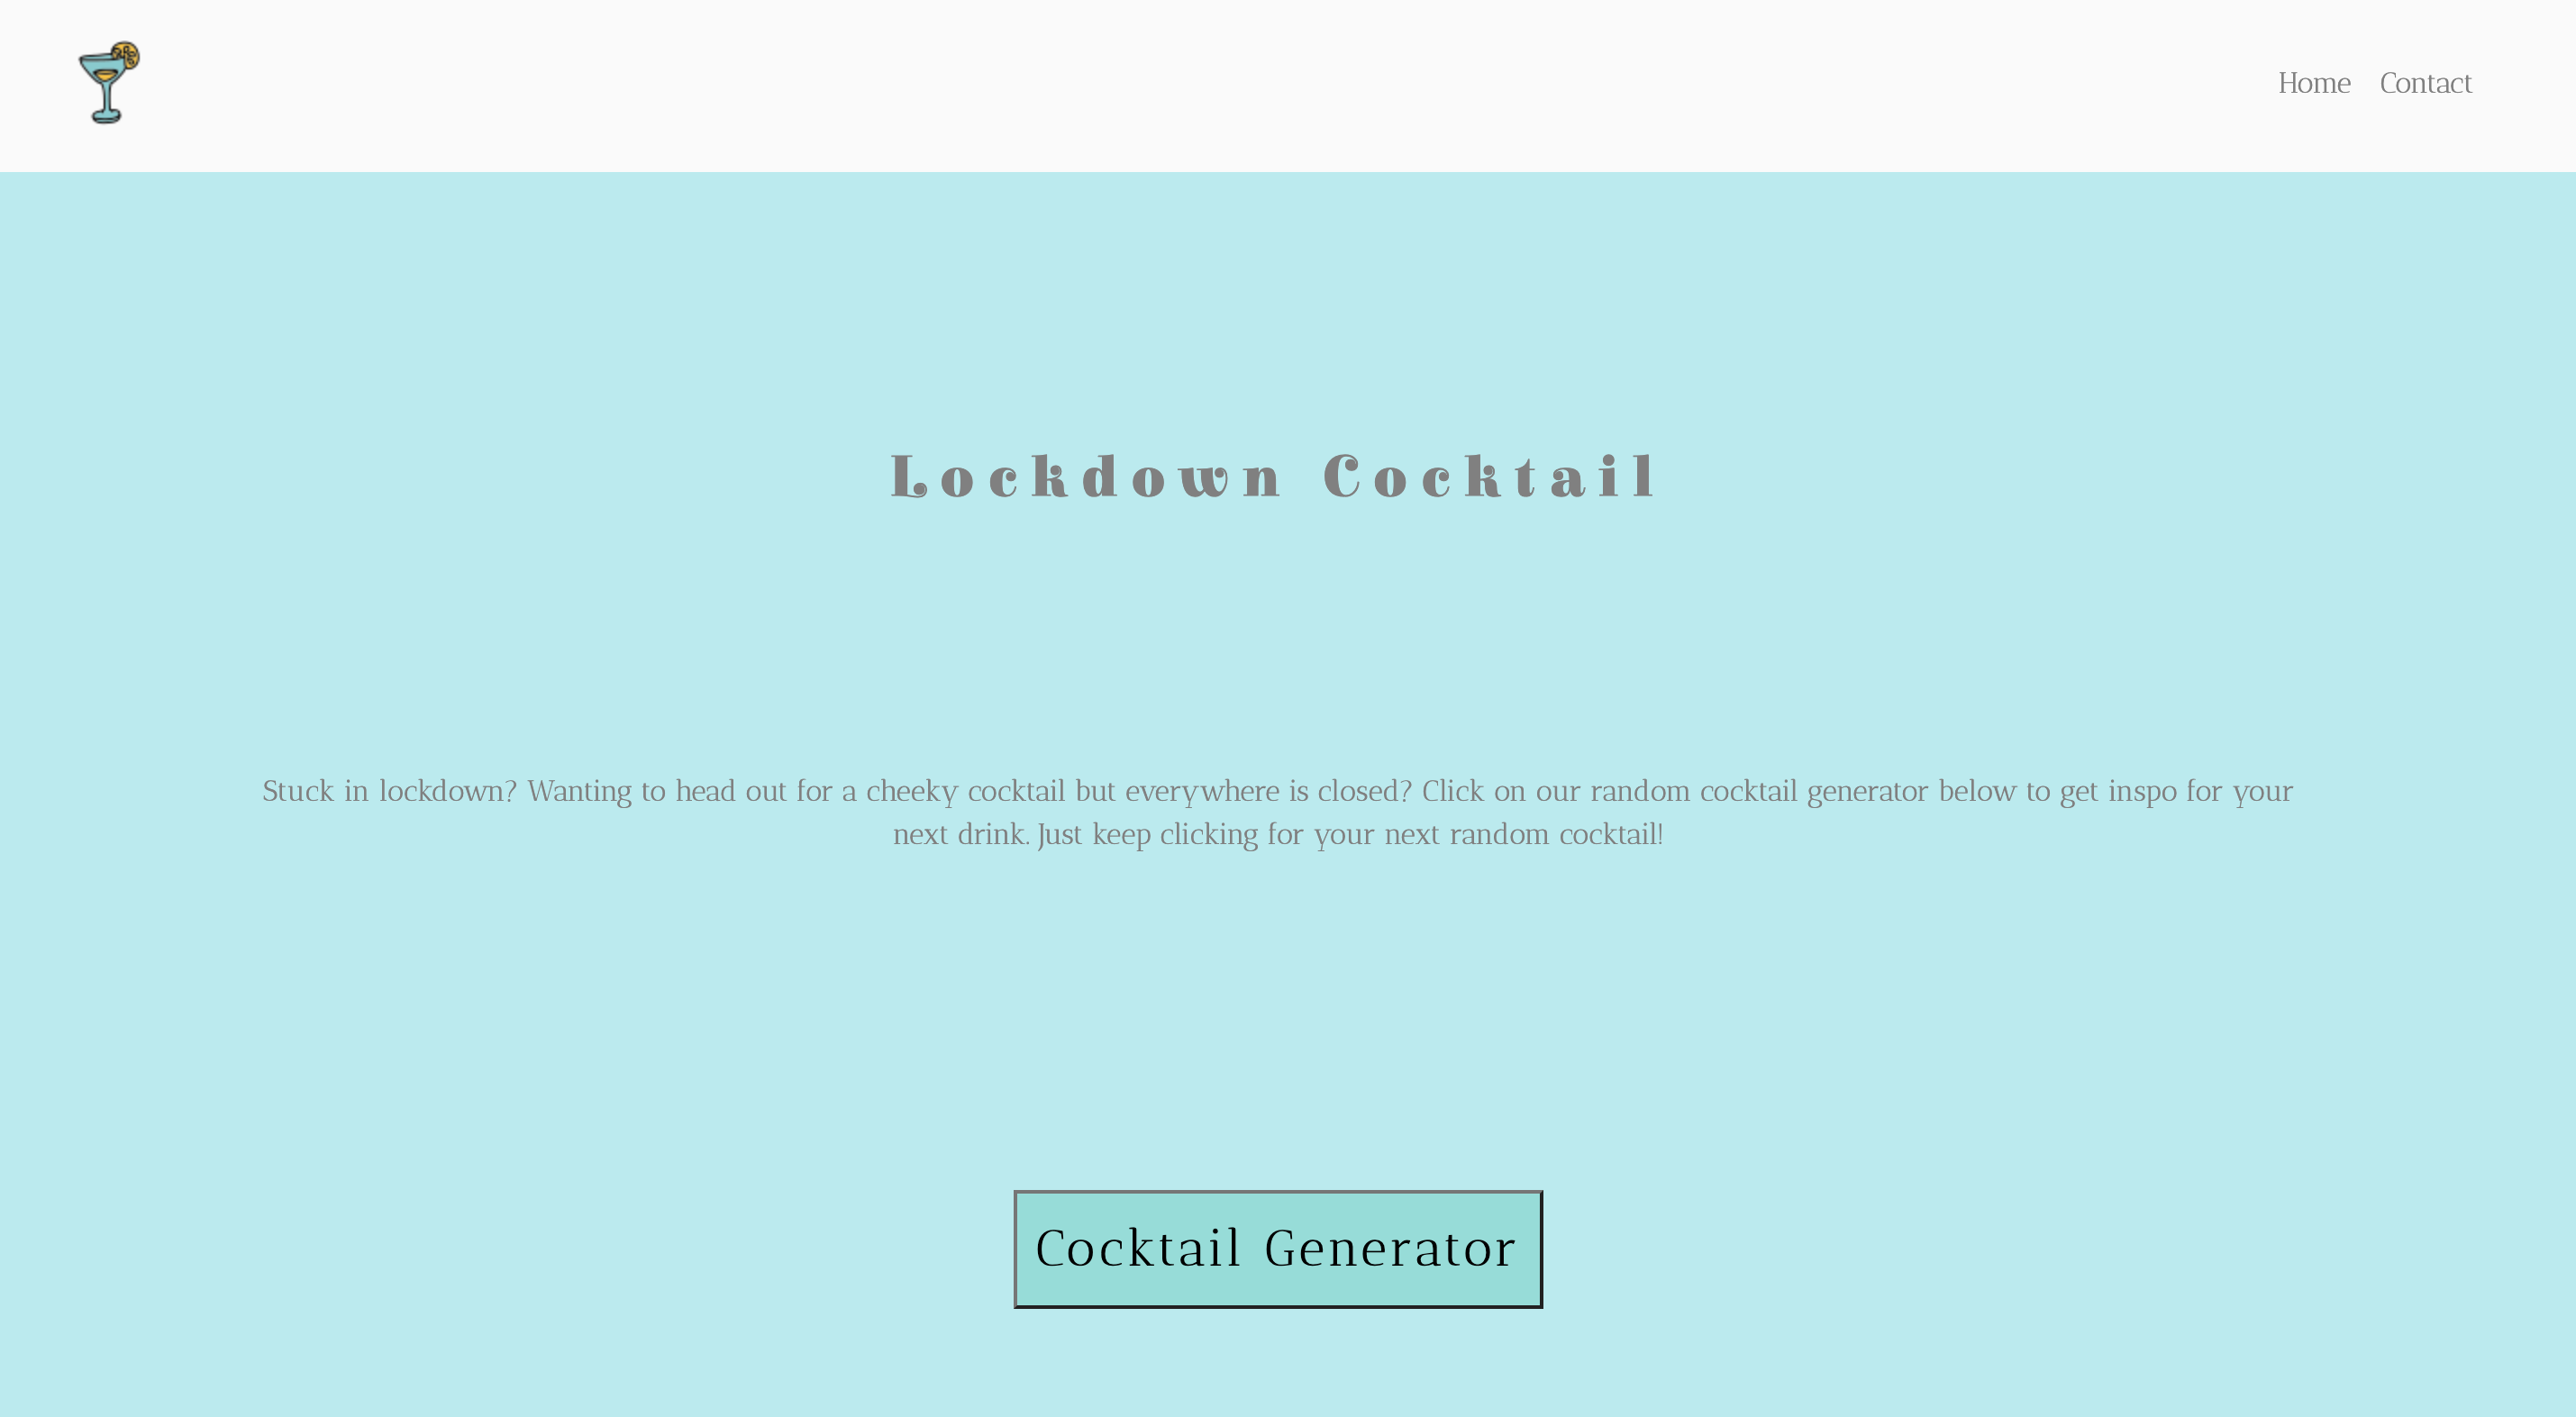 Home Contact
Lockdown Cocktail
Stuck in lockdown? Wanting to head out for a cheeky cocktail but everywhere is closed? Click on our random cocktail generator below to get inspo for your
next drink. Just keep clicking for your next random cocktail!
Cocktail Generator